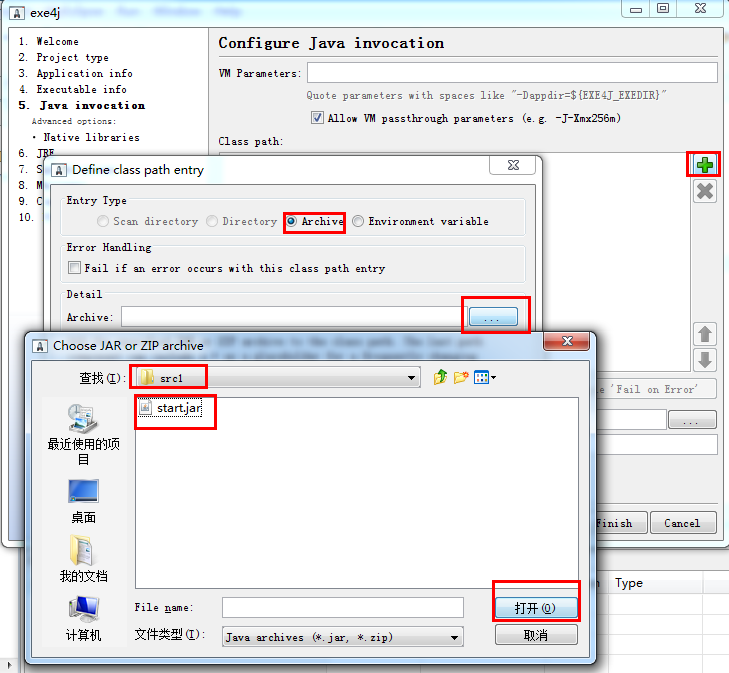 exe4j
1. Welcome
2. Project type
3. Application info
4. Executable info
5. Java invocation
Advanced options:
• Native libraries
6. JRE
7. S
8. M
9. C
10.
Configure Java invocation
VM Parameters:
Quote parameters with spaces like "-Dappdir=${EXE4J_EXEDIR}"
Allow VM passthrough parameters (e.g. -J-Xmx256m)
Class path:
Define class path entry
Entry Type
Scan directory
Directory
Archive
Environment variable
Error Handling
Fail if an error occurs with this class path entry
Detail
Archive:
...
Choose JAR or ZIP archive
查找(I):
src1
start.jar
最近使用的项
目
桌面
我的文档
计算机
File name:
打开(O)
文件类型(I):
Java archives (*.jar, *.zip)
取消
'Fail on Error'
...
Finish
Cancel
Type